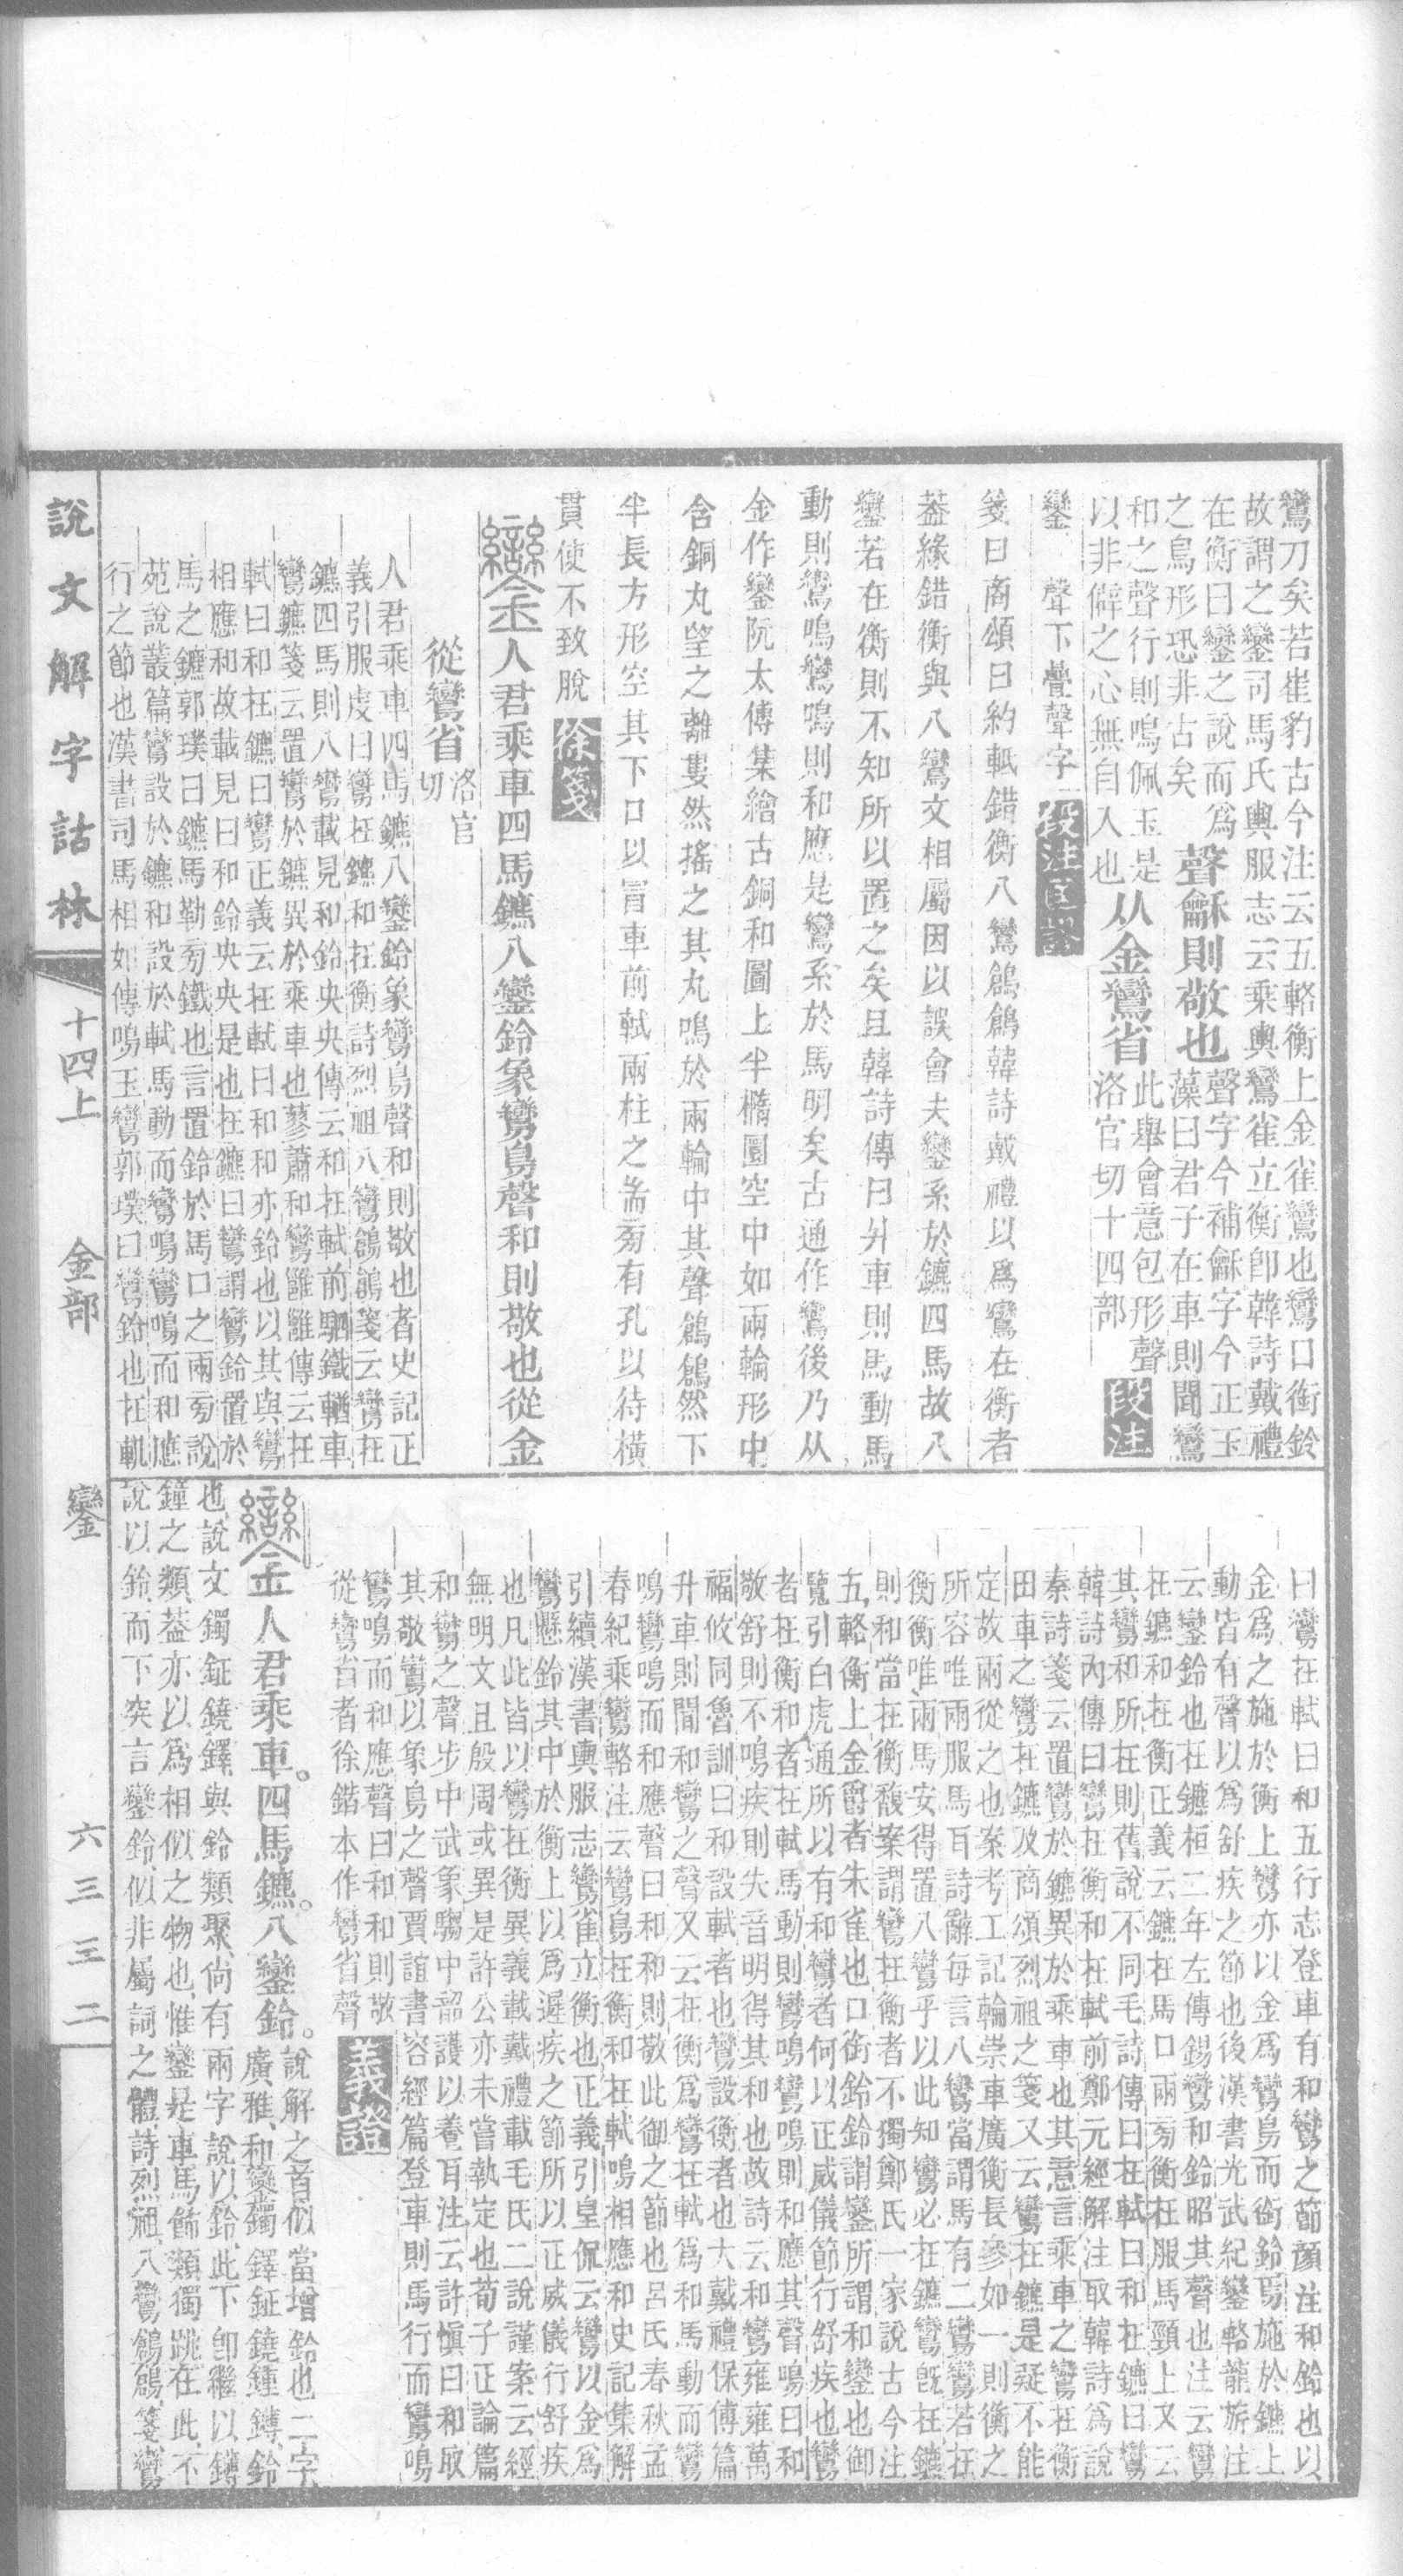 鸞刀矣若崔豹古今注云五輅衡上金雀鸞也鸞口銜鈴
故謂之鑾司馬氏輿服志云乘輿鸞雀立衡卽韓詩戴禮
在衡曰鑾之說而爲
之鳥形恐非古矣
聲龢則敬也
聲字今補龢字今正玉
藻曰君子在車則聞鸞
和之聲行則鳴佩玉是
以非僻之心無自入也
从金鸞省
此舉會意包形聲
洛官切十四部
段注
鑾 聲下疊聲字
段注匡謬
箋曰商頌曰約軝錯衡八鸞鶬鶬韓詩戴禮以爲鸞在衡者
葢緣錯衡與八鸞文相屬因以誤會夫鑾系於鑣四馬故八
鑾若在衡則不知所以置之矣且韓詩傳曰升車則馬動馬
動則鸞鳴鸞鳴則和應是鸞系於馬明矣古通作鸞後乃从
金作鑾阮太傅集繪古銅和圖上半橢圜空中如兩輪形中
含銅丸望之離婁然搖之其丸鳴於兩輪中其聲鶬鶬然下
半長方形空其下口以冒車前軾兩柱之耑旁有孔以待橫
貫使不致脫
徐箋
鑾人君乘車四馬鑣八鑾鈴象鸞鳥聲和則敬也從金
從鸞省
洛官
切
人君乘車四馬鑣八鑾鈴象鸞鳥聲和則敬也者史記正
義引服虔曰鸞在鑣和在衡詩烈祖八鸞鶬鶬箋云鸞在
鑣四馬則八鸞載見和鈴央央傳云和在軾前駟鐵輶車
鸞鑣箋云置鸞於鑣異於乘車也蓼蕭和鸞雝雝傳云在
軾曰和在鑣曰鸞正義云在軾曰和和亦鈴也以其與鸞
相應和故載見曰和鈴央央是也在鑣曰鸞謂鸞鈴置於
馬之鑣郭璞曰鑣馬勒旁鐵也言置鈴於馬口之兩旁說
苑說叢篇鸞設於鑣和設於軾馬動而鸞鳴鸞鳴而和應
行之節也漢書司馬相如傳鳴玉鸞郭璞曰鸞鈴也在軌
曰鸞在軾曰和五行志登車有和鸞之節顏注和鈴也以
金爲之施於衡上鸞亦以金爲鸞鳥而銜鈴焉施於鑣上
動皆有聲以爲舒疾之節也後漢書光武紀鑾輅龍旂注
云鑾鈴也在鑣桓二年左傳錫鸞和鈴昭其聲也注云鸞
在鑣和在衡正義云鑣在馬口兩旁衡在服馬頸上又云
其鸞和所在則舊說不同毛詩傳曰在軾曰和在鑣曰鸞
韓詩內傳曰鸞在衡和在軾前鄭元經解注取韓詩爲說
秦詩箋云置鸞於鑣異於乘車也其意言乘車之鸞在衡
田車之鸞在鑣及商頌烈祖之箋又云鸞在鑣是疑不能
定故兩從之也案考工記輪崇車廣衡長參如一則衡之
所容唯兩服馬耳詩辭每言八鸞當謂馬有二鸞鸞若在
衡衡唯兩馬安得置八鸞乎以此知鸞必在鑣鸞旣在鑣
則和當在衡馥案謂鸞在衡者不獨鄭氏一家說古今注
五輅衡上金爵者朱雀也口銜鈴鈴謂鑾所謂和鑾也御
覽引白虎通所以有和鸞者何以正威儀節行舒疾也鸞
者在衡和者在軾馬動則鸞鳴鸞鳴則和應其聲鳴曰和
敬舒則不鳴疾則失音明得其和也故詩云和鸞雍雍萬
福攸同魯訓曰和設軾者也鸞設衡者也大戴禮保傅篇
升車則聞和鸞之聲又云在衡爲鸞在軾爲和馬動而鸞
鳴鸞鳴而和應聲曰和和則敬此御之節也呂氏春秋孟
春紀乘鸞輅注云鸞鳥在衡和在軾鳴相應和史記集解
引續漢書輿服志鸞雀立衡也正義引皇侃云鸞以金爲
鸞懸鈴其中於衡上以爲遲疾之節所以正威儀行舒疾
也凡此皆以鸞在衡異義載戴禮載毛氏二說謹案云經
無明文且殷周或異是許公亦未嘗執定也荀子正論篇
和鸞之聲步中武象騶中韶護以養耳注云許愼曰和取
其敬鸞以象鳥之聲賈誼書容經篇登車則馬行而鸞鳴
鸞鳴而和應聲曰和和則敬
從鸞省者徐鍇本作鸞省聲
義證
鑾人君乘車。四馬鑣。八鑾鈴。
說解之首似當增鈴也二字
廣雅、和鑾鐲鐸鉦鐃鍾鎛、鈴
也、說文鐲鉦鐃鐸與鈴類聚、尙有兩字說以鈴、此下卽繼以鎛
鐘之類葢亦以爲相似之物也、惟鑾是車馬飾類獨跳在此、不
說以鈴、而下突言鑾鈴、似非屬詞之體、詩烈祖、八鸞鶬鶬、箋、鸞
說文解字詁林
十四上
金部
鑾
六三三二